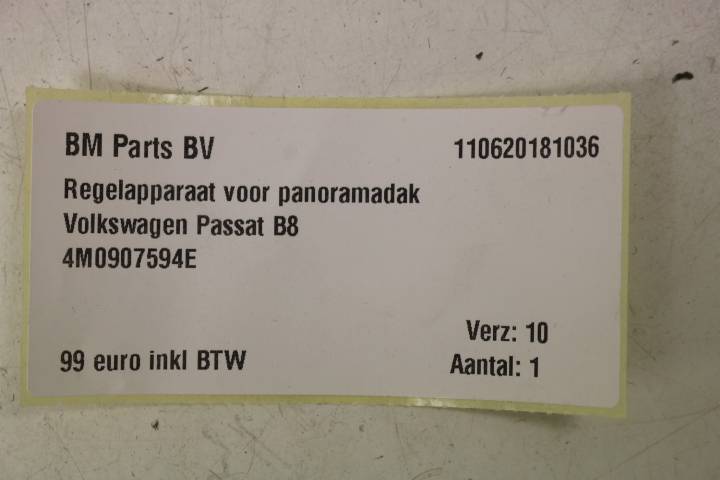 BM Parts BV 110620181036
Regelapparaat voor panoramadak
Volkswagen Passat B8
4M0907594E
Verz: 10
99 euro inkl BTW Aantal: 1